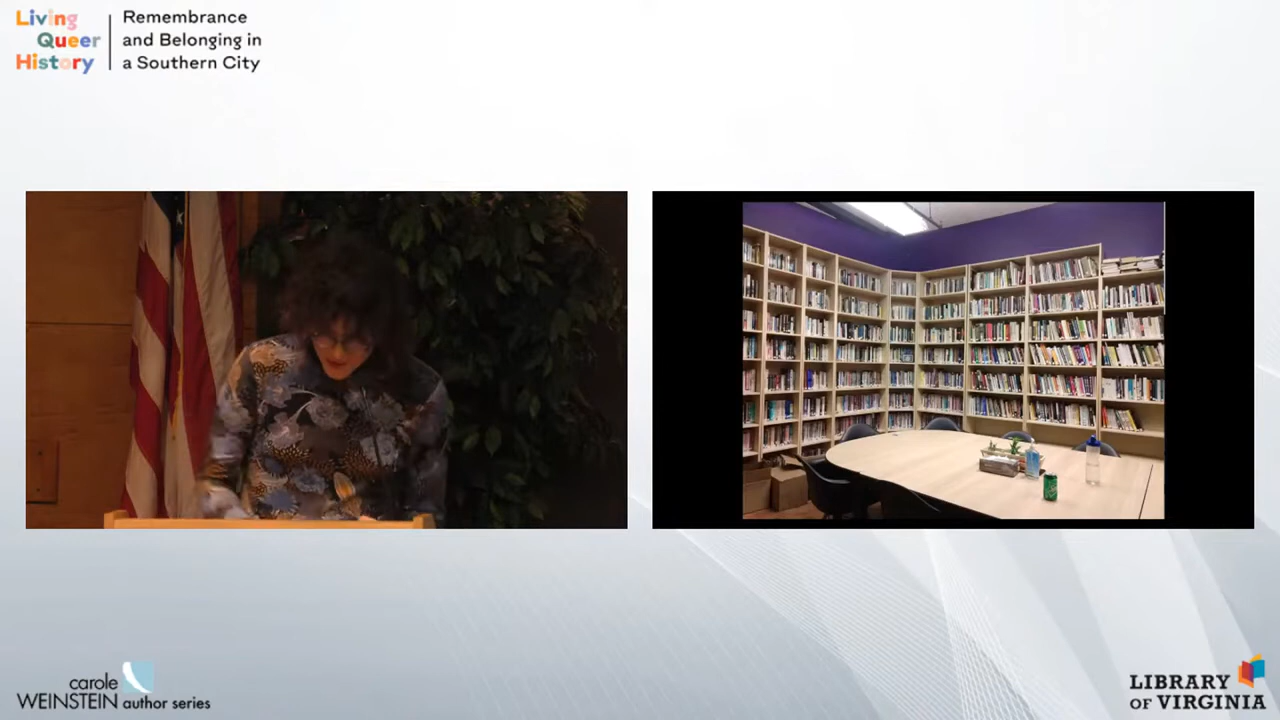 Living
Queer
History
Remembrance
and Belonging in
a Southern City
carole
WEINSTEIN author series
LIBRARY
OF VIRGINIA